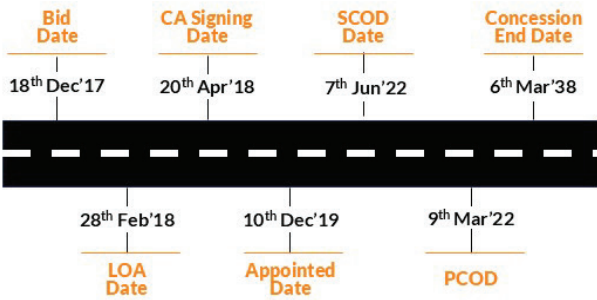 Bid
Date
CA Signing
Date
SCOD
Date
Concession
End Date
18th Dec'17
20th Apr'18
7th Jun'22
6th Mar'38
28th Feb'18
10th Dec'19
9th Mar'22
LOA
Date
Appointed
Date
PCOD